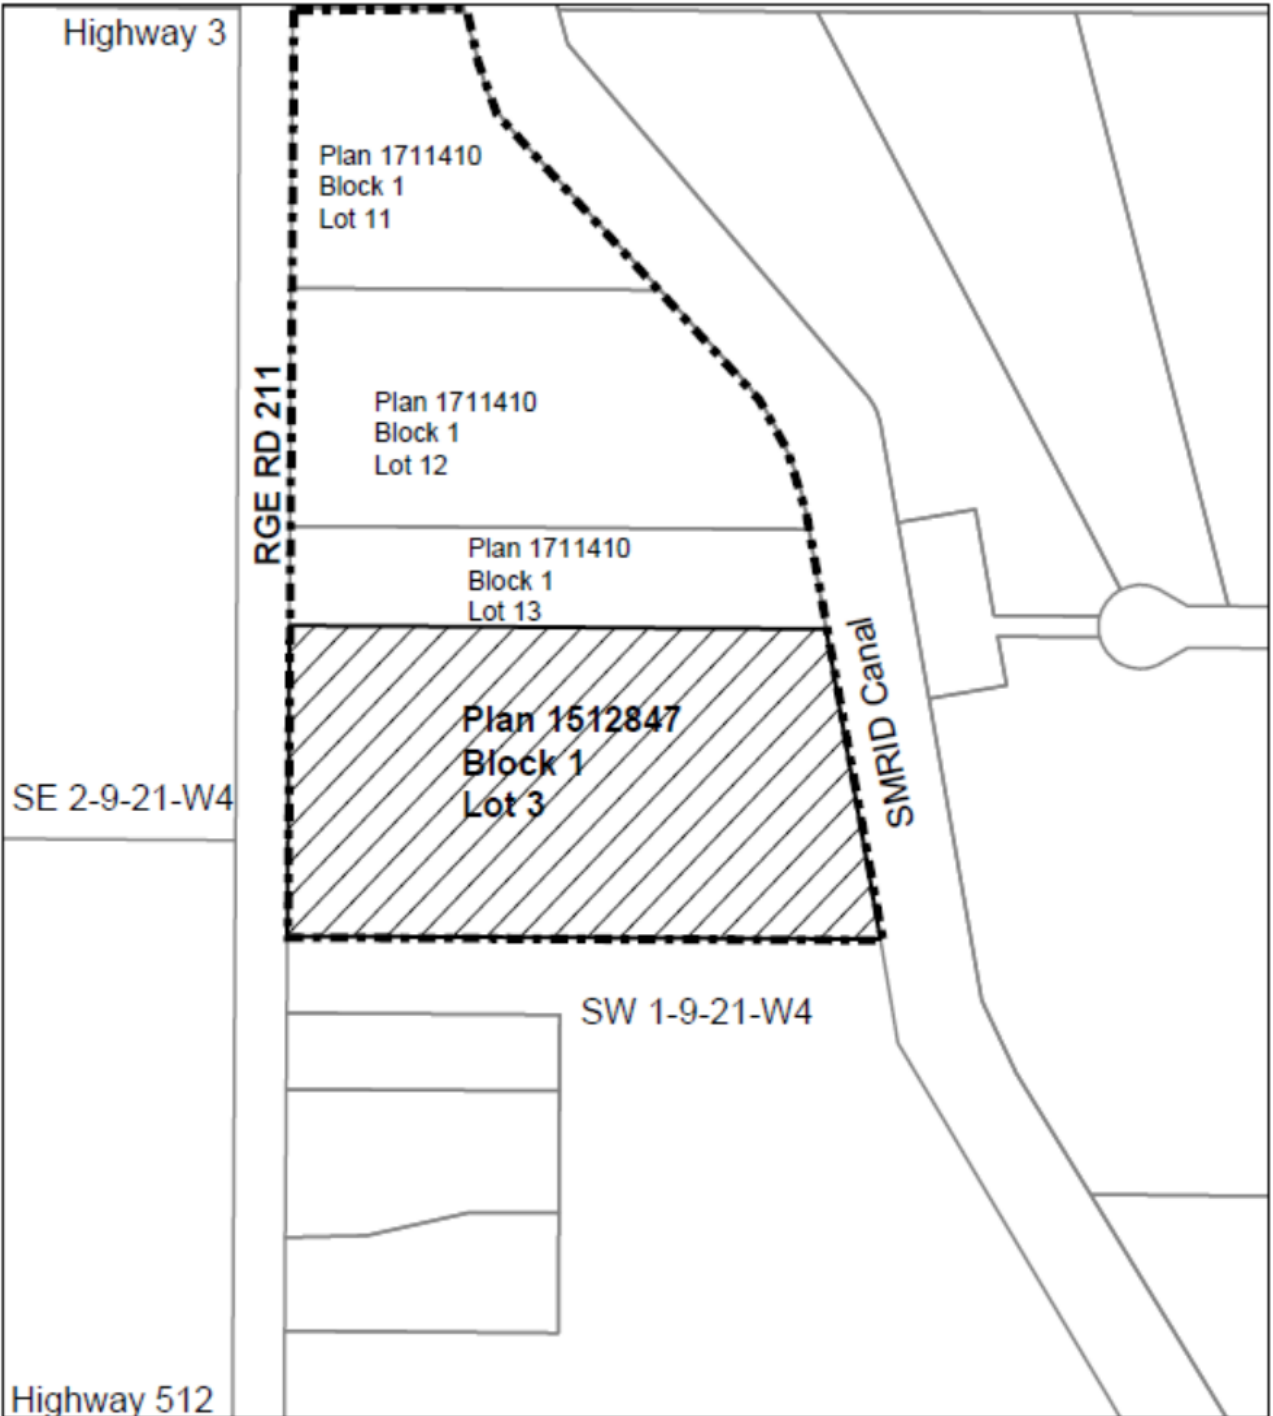 Highway 3
Plan 1711410
Block 1
Lot 11
RGE RD 211
Plan 1711410
Block 1
Lot 12
Plan 1711410
Block 1
Lot 13
SMRID Canal
Plan 1512847
Block 1
Lot 3
SE 2-9-21-W4
SW 1-9-21-W4
Highway 512